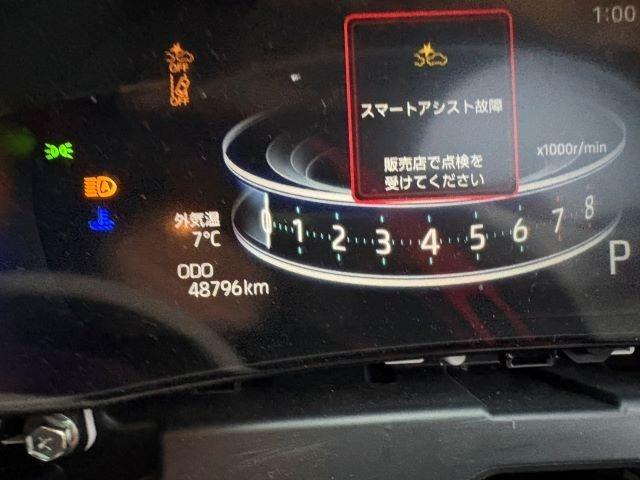 1:00
OFF
OFF
スマートアシスト故障
販売店で点検を
受けてください
x1000r/min
外気温
7℃
0 1 2 3 4 5 6 7 8
P
ODO
48796km